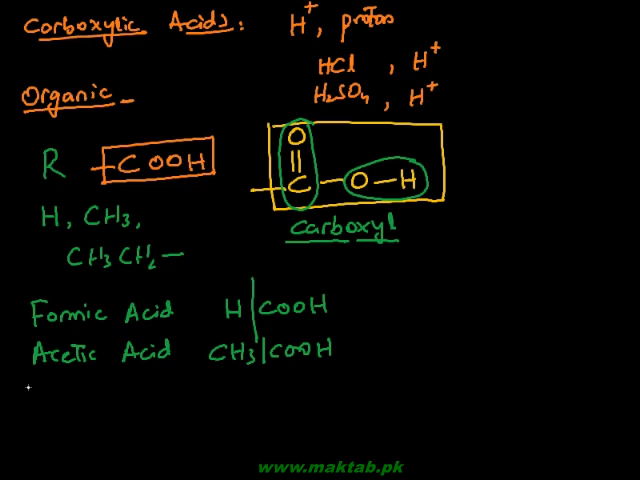 Carboxylic Acids: H⁺, proton
HCl, H⁺
Organic - H₂SO₄, H⁺
R -COOH
O
||
-C-O-H
Carboxyl
H, CH₃,
CH₃CH₂-
Formic Acid H|COOH
Acetic Acid CH₃|COOH
www.maktab.pk